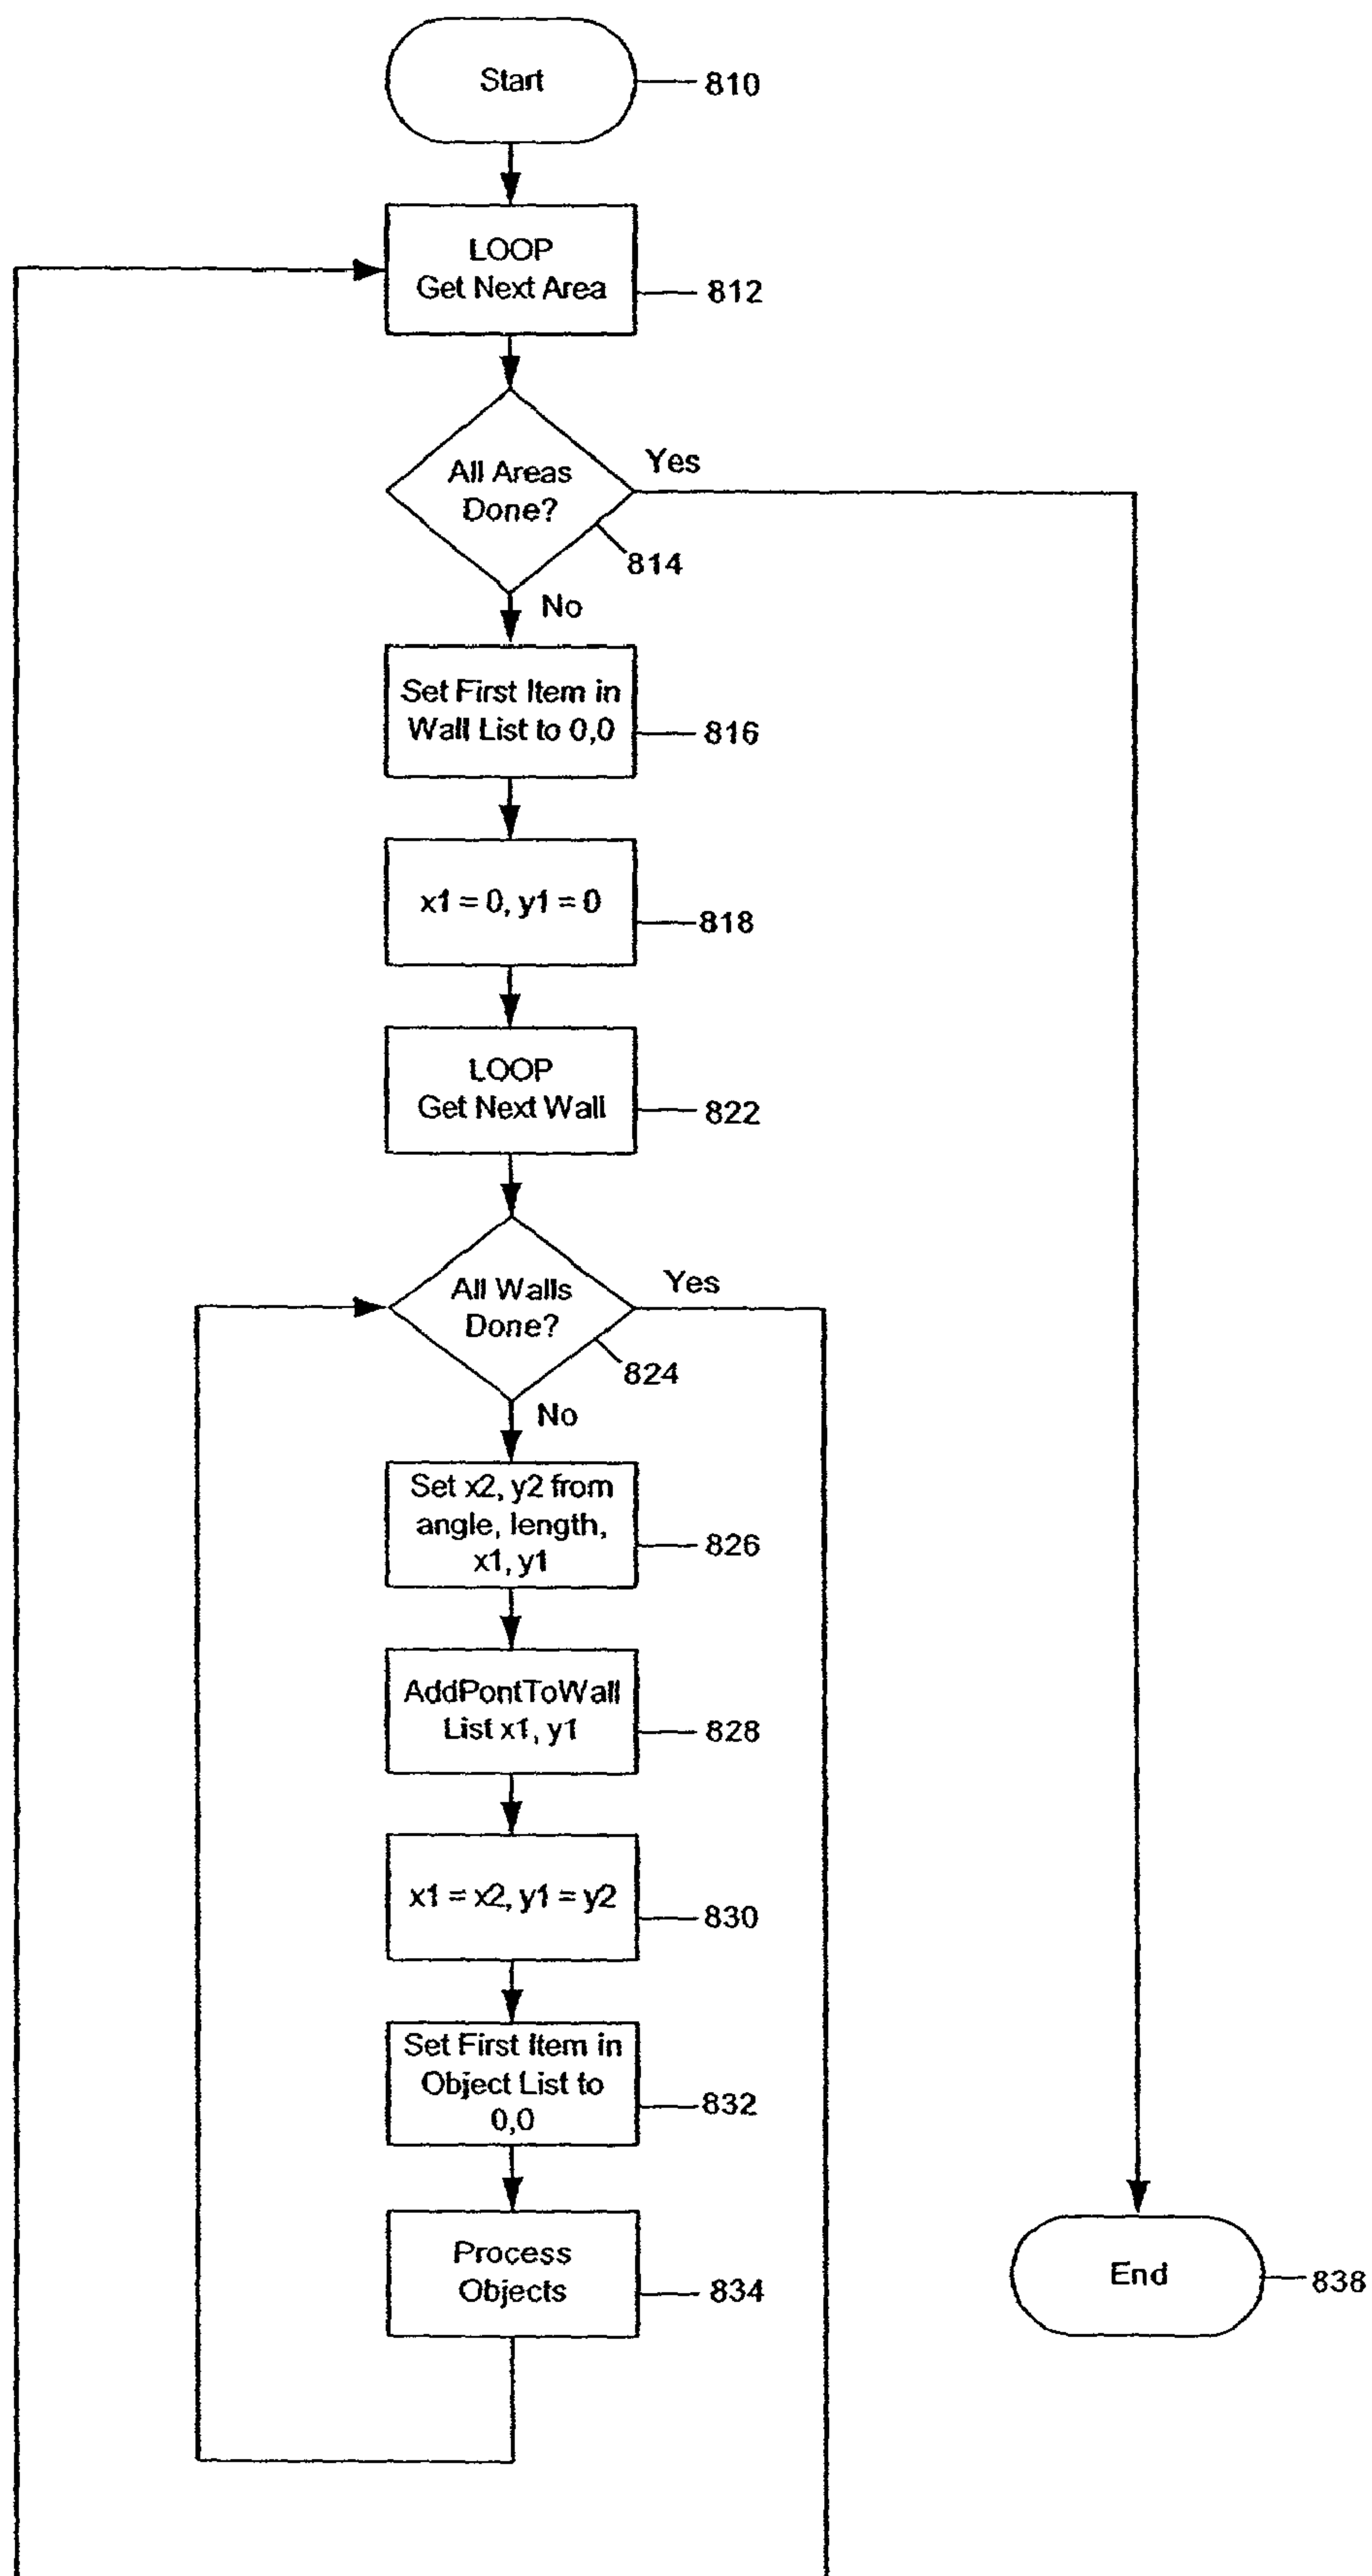 Start
810
LOOP
Get Next Area
812
All Areas
Done?
Yes
814
No
Set First Item in
Wall List to 0,0
816
x1 = 0, y1 = 0
818
LOOP
Get Next Wall
822
All Walls
Done?
Yes
824
No
Set x2, y2 from
angle, length,
x1, y1
826
AddPontToWall
List x1, y1
828
x1 = x2, y1 = y2
830
Set First Item in
Object List to
0,0
832
Process
Objects
834
End
838